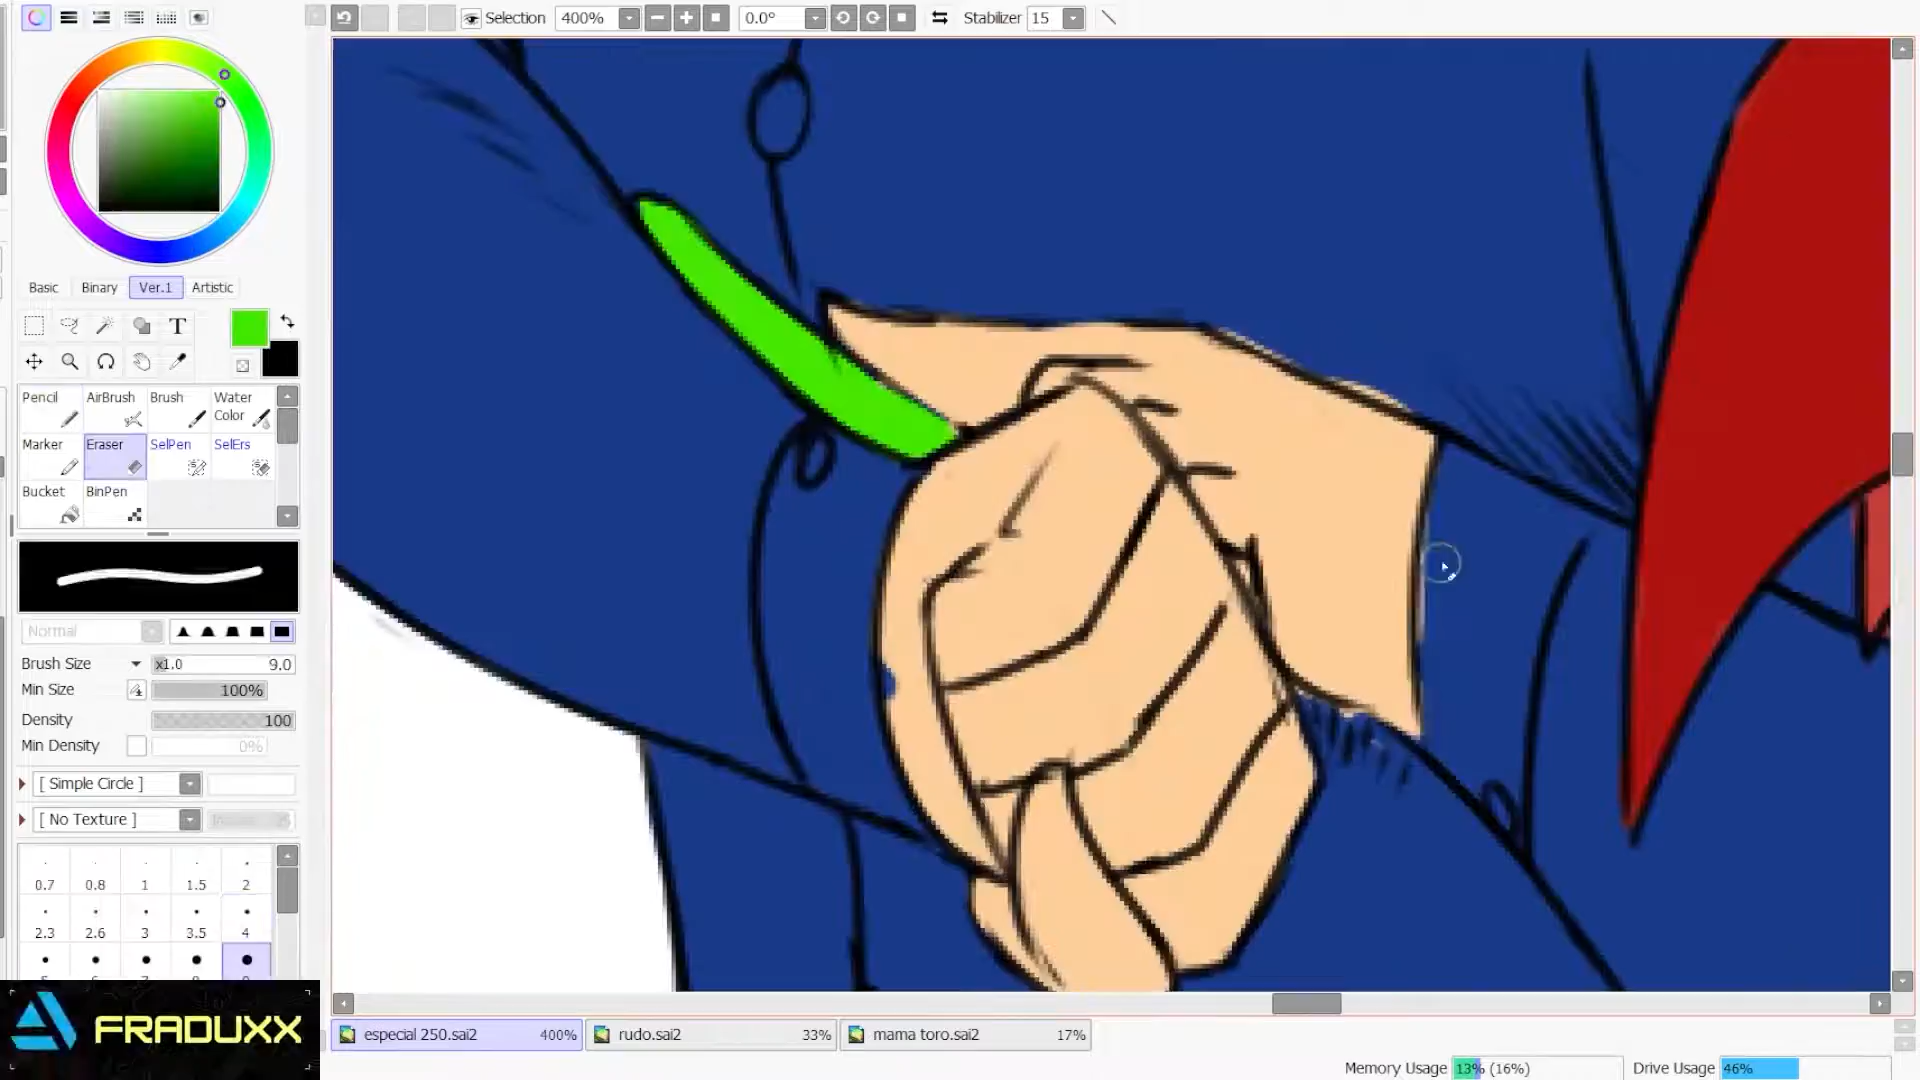 Selection 400% 0.0° Stabilizer 15
Basic Binary Ver.1 Artistic
T
Pencil AirBrush Brush Water Color
Marker Eraser SelPen SelErs
Bucket BinPen
Normal
Brush Size x1.0 9.0
Min Size 100%
Density 100
Min Density 0%
[ Simple Circle ]
[ No Texture ]
0.7 0.8 1 1.5 2
2.3 2.6 3 3.5 4
FRADUXX
especial 250.sai2 400% rudo.sai2 33% mama toro.sai2 17%
Memory Usage 13% (16%) Drive Usage 46%